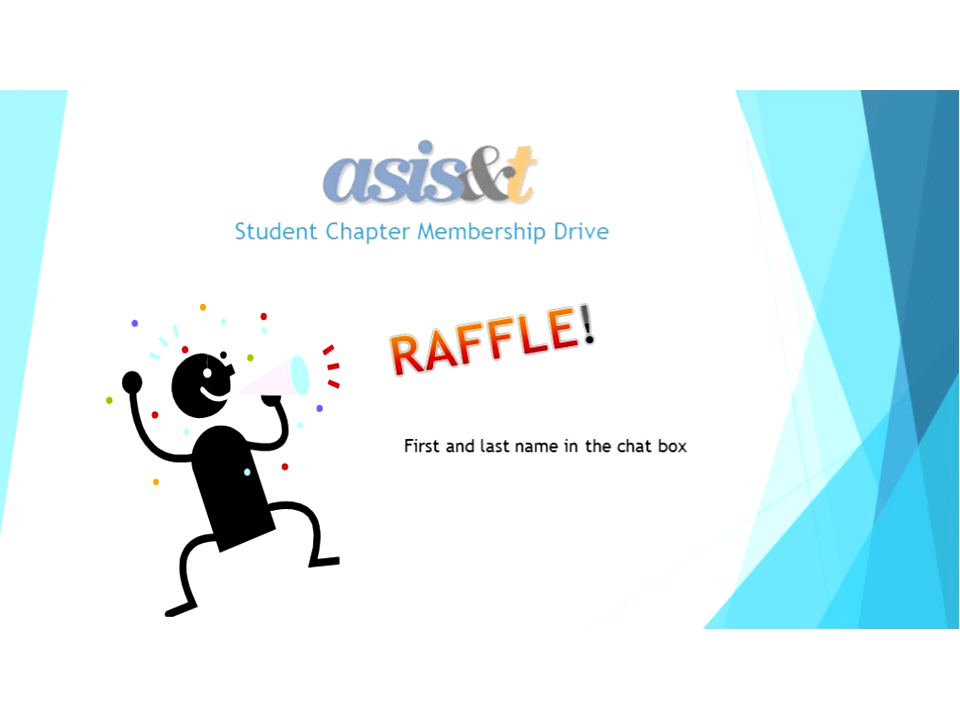 asis&t
Student Chapter Membership Drive
RAFFLE!
First and last name in the chat box